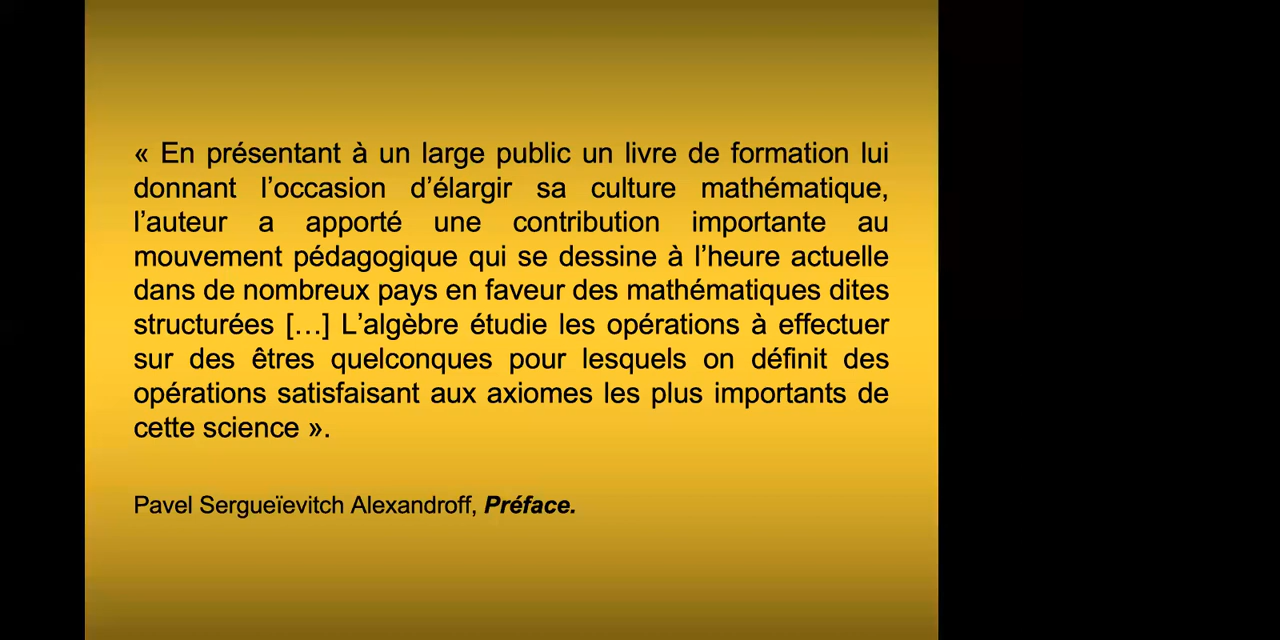 « En présentant à un large public un livre de formation lui
donnant l’occasion d’élargir sa culture mathématique,
l’auteur a apporté une contribution importante au
mouvement pédagogique qui se dessine à l’heure actuelle
dans de nombreux pays en faveur des mathématiques dites
structurées […] L’algèbre étudie les opérations à effectuer
sur des êtres quelconques pour lesquels on définit des
opérations satisfaisant aux axiomes les plus importants de
cette science ».
Pavel Sergueïevitch Alexandroff, Préface.